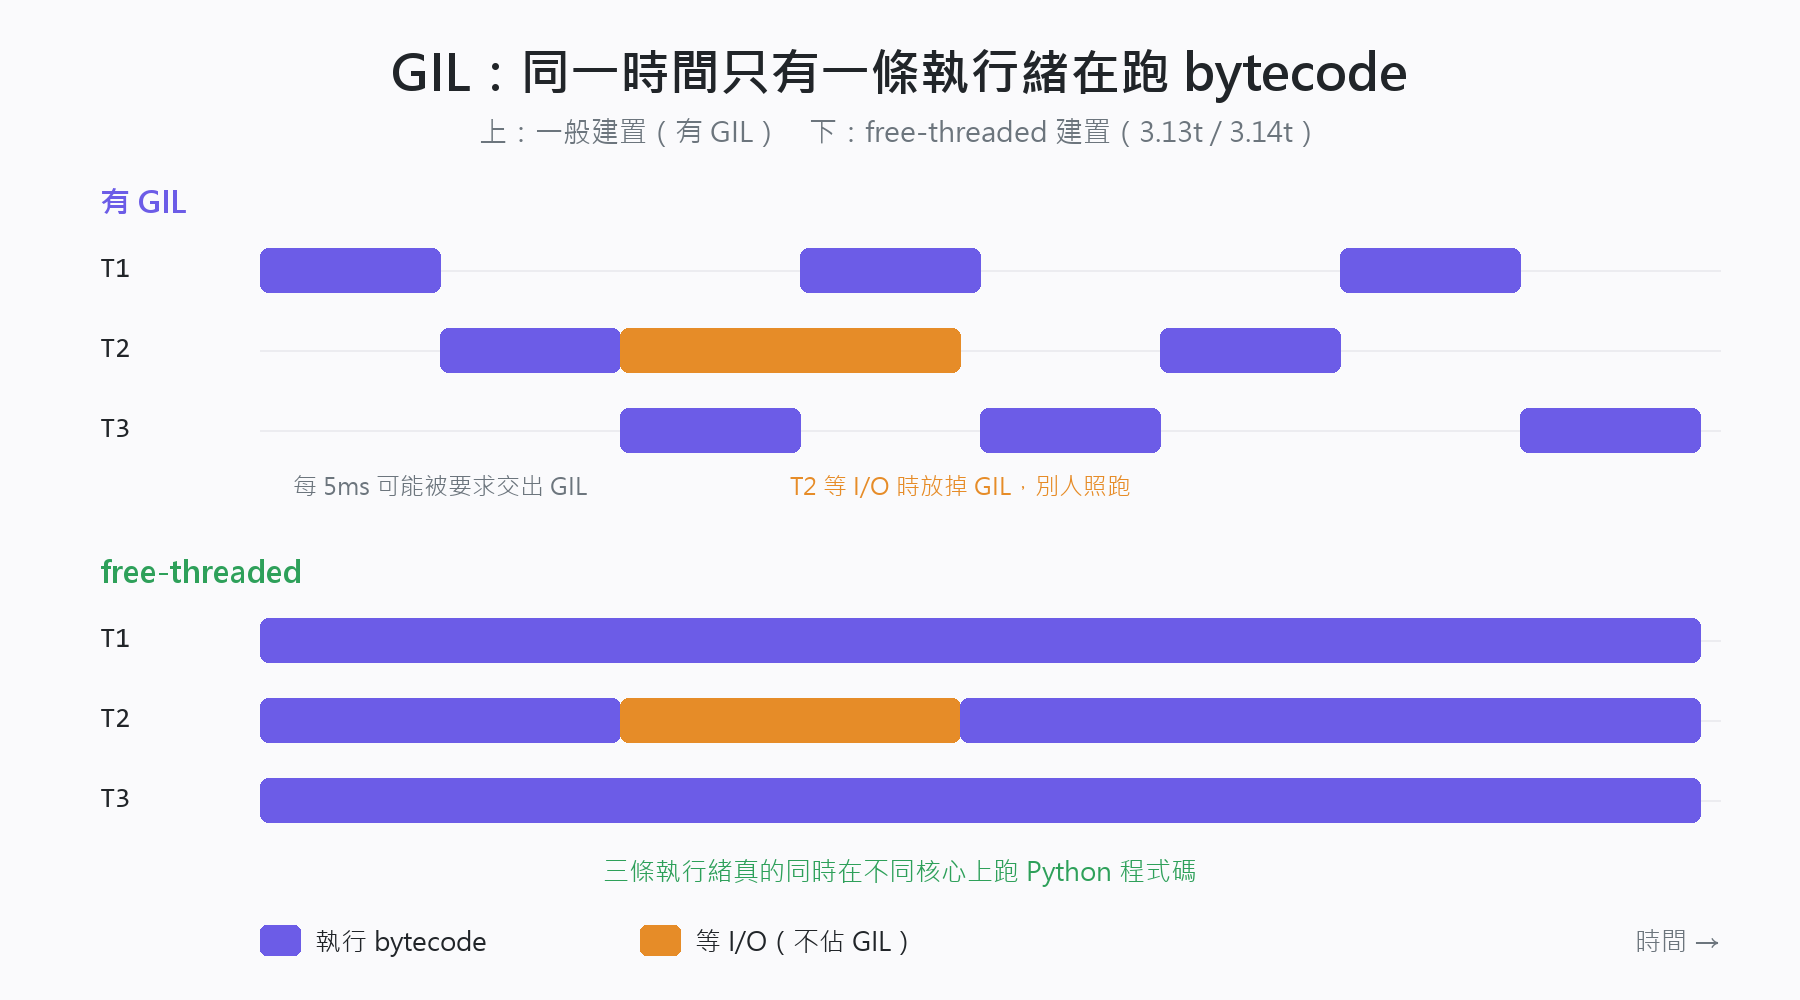 GIL：同一時間只有一條執行緒在跑 bytecode
上：一般建置（有 GIL）　下：free-threaded 建置（3.13t / 3.14t）
有 GIL
T1
T2
T3
每 5ms 可能被要求交出 GIL
T2 等 I/O 時放掉 GIL，別人照跑
free-threaded
T1
T2
T3
三條執行緒真的同時在不同核心上跑 Python 程式碼
執行 bytecode
等 I/O（不佔 GIL）
時間 →